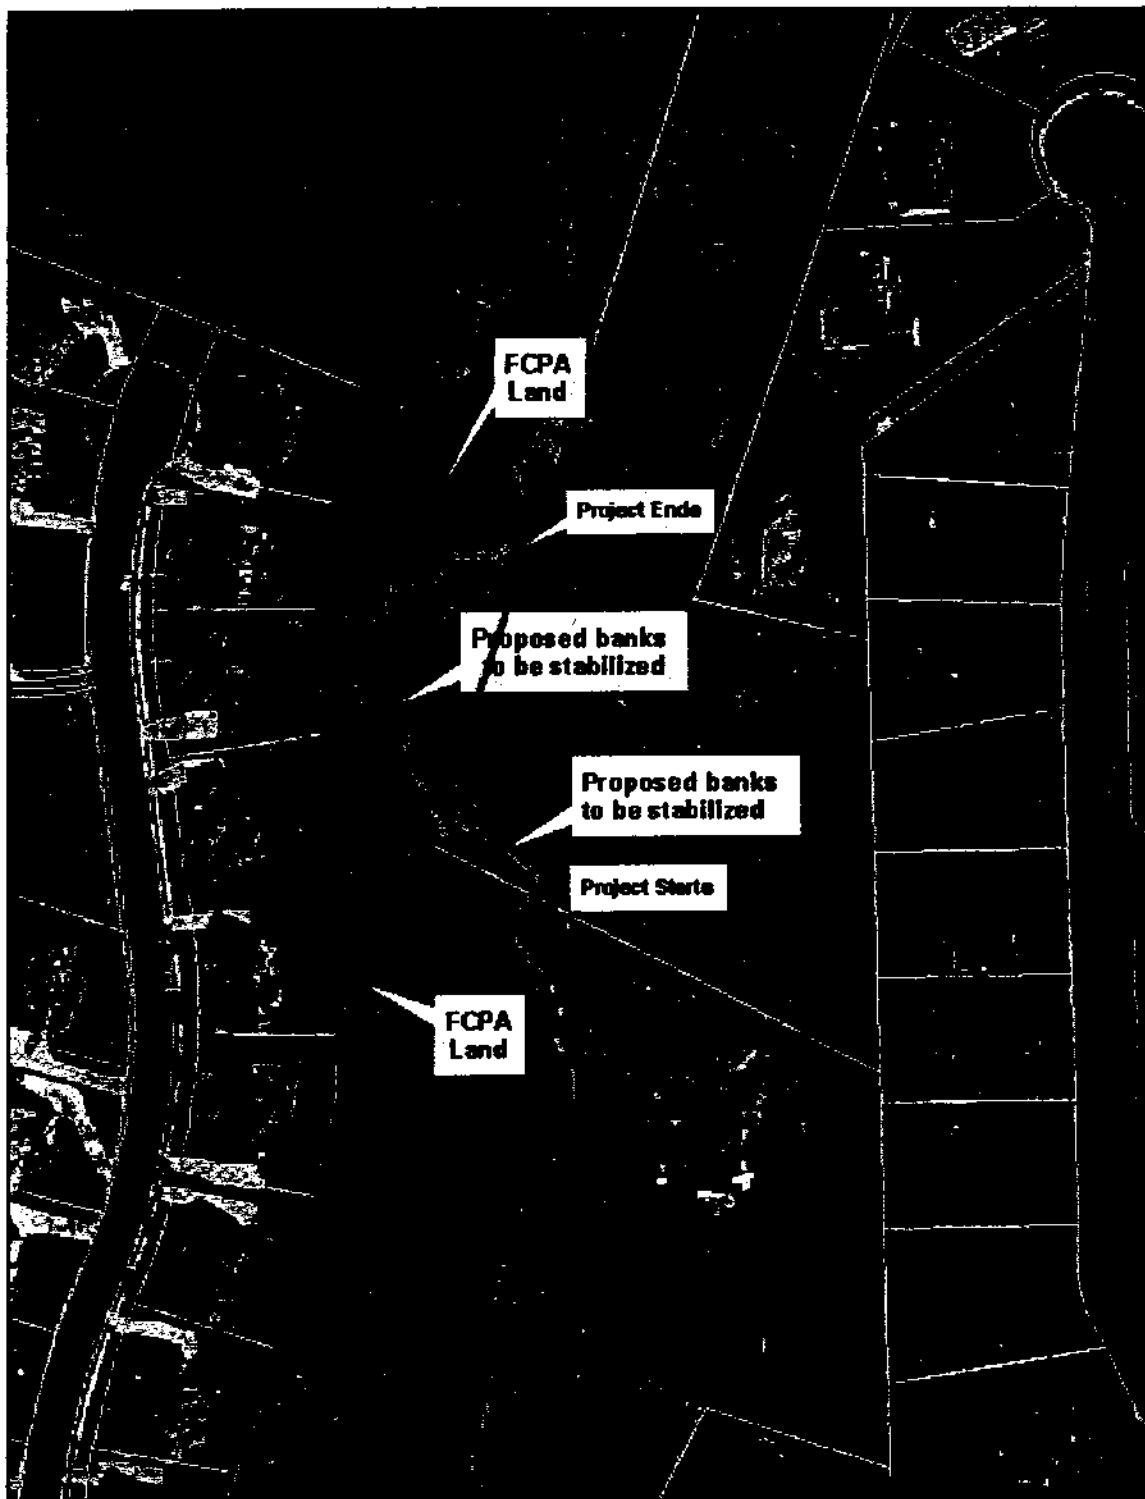 FCPA
Land
Project Ends
Proposed banks
to be stabilized
Proposed banks
to be stabilized
Project Starts
FCPA
Land